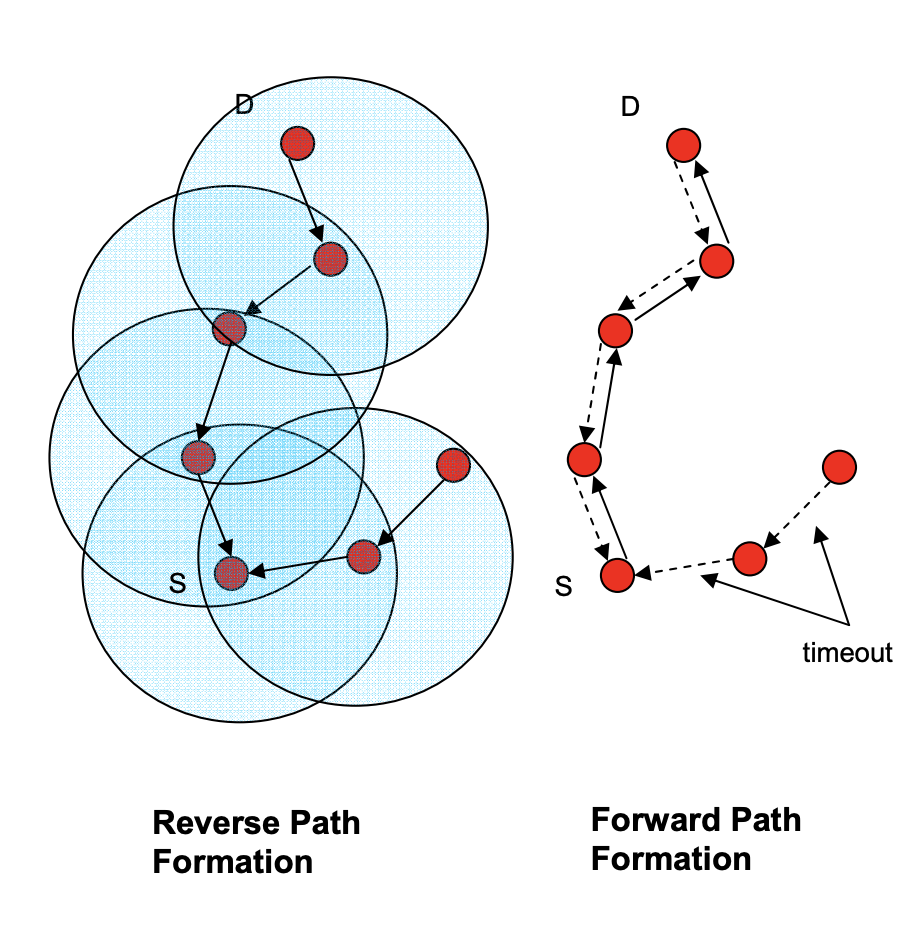 D
S
Reverse Path
Formation
D
S
timeout
Forward Path
Formation